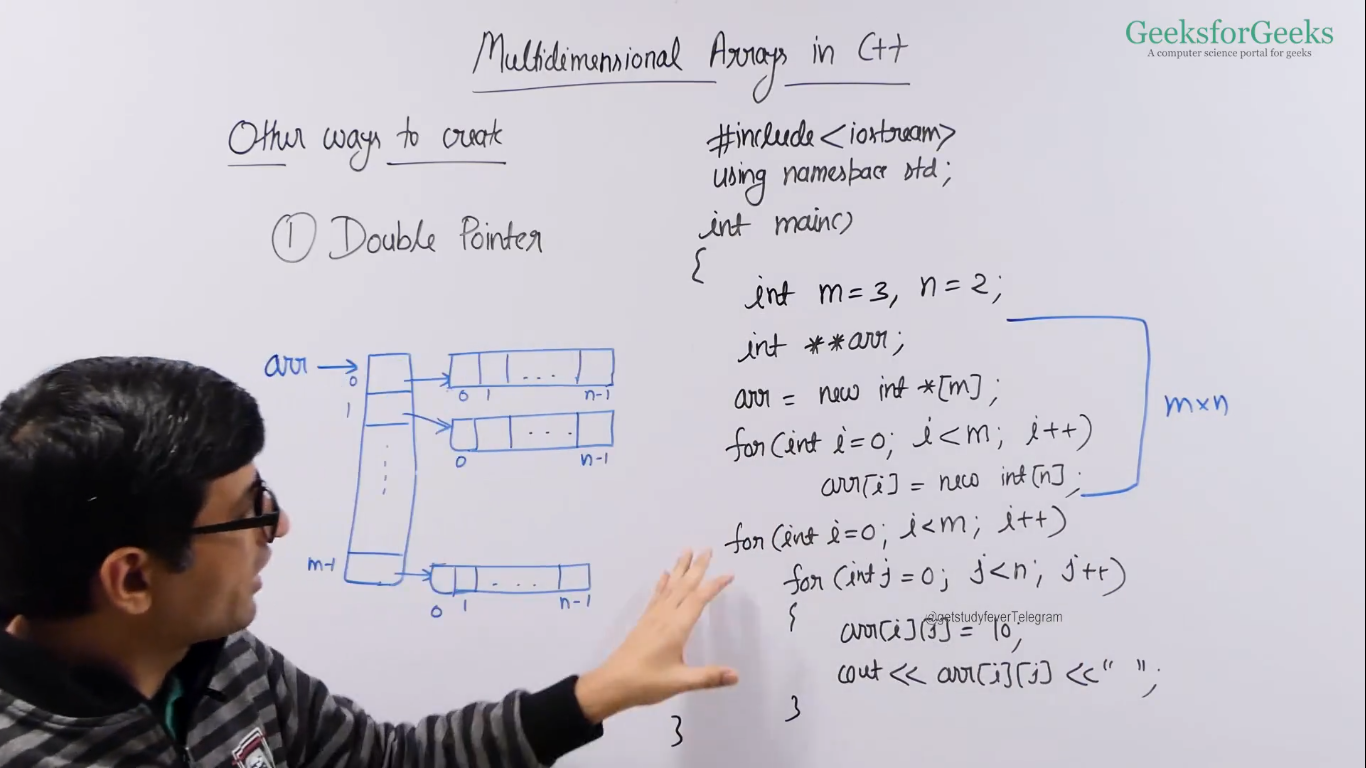 GeeksforGeeks
A computer science portal for geeks
Multidimensional Arrays in C++
Other ways to create
① Double Pointer
arr
0
1
m-1
. . .
0 1 n-1
. . .
0 n-1
. . .
0 1 n-1
#include<iostream>
using namespace std;
int main()
{
int m=3, n=2;
int **arr;
arr = new int *[m];
for(int i=0; i<m; i++)
arr[i] = new int[n];
m×n
for(int i=0; i<m; i++)
for(int j=0; j<n; j++)
{
@getstudyfeverTelegram
arr[i][j] = 10;
cout << arr[i][j] <<" ";
}
}